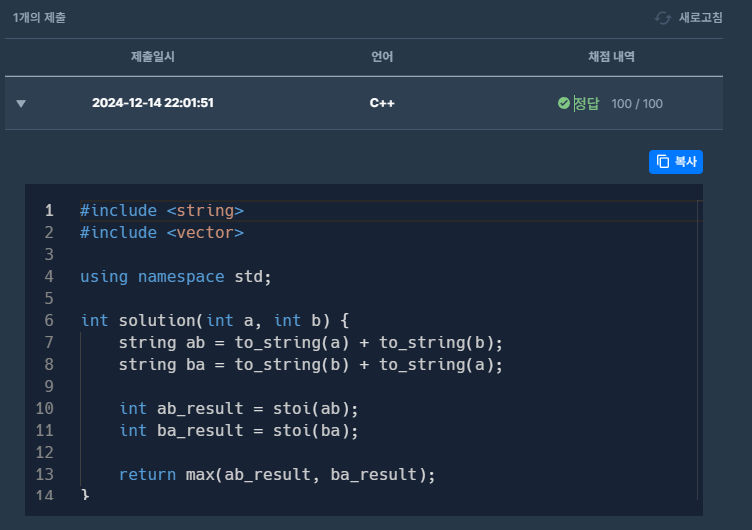 1개의 제출
새로고침
제출일시 언어 채점 내역
2024-12-14 22:01:51 C++ 정답 100 / 100
복사
1 #include <string>
2 #include <vector>
3
4 using namespace std;
5
6 int solution(int a, int b) {
7     string ab = to_string(a) + to_string(b);
8     string ba = to_string(b) + to_string(a);
9
10     int ab_result = stoi(ab);
11     int ba_result = stoi(ba);
12
13     return max(ab_result, ba_result);
14 }